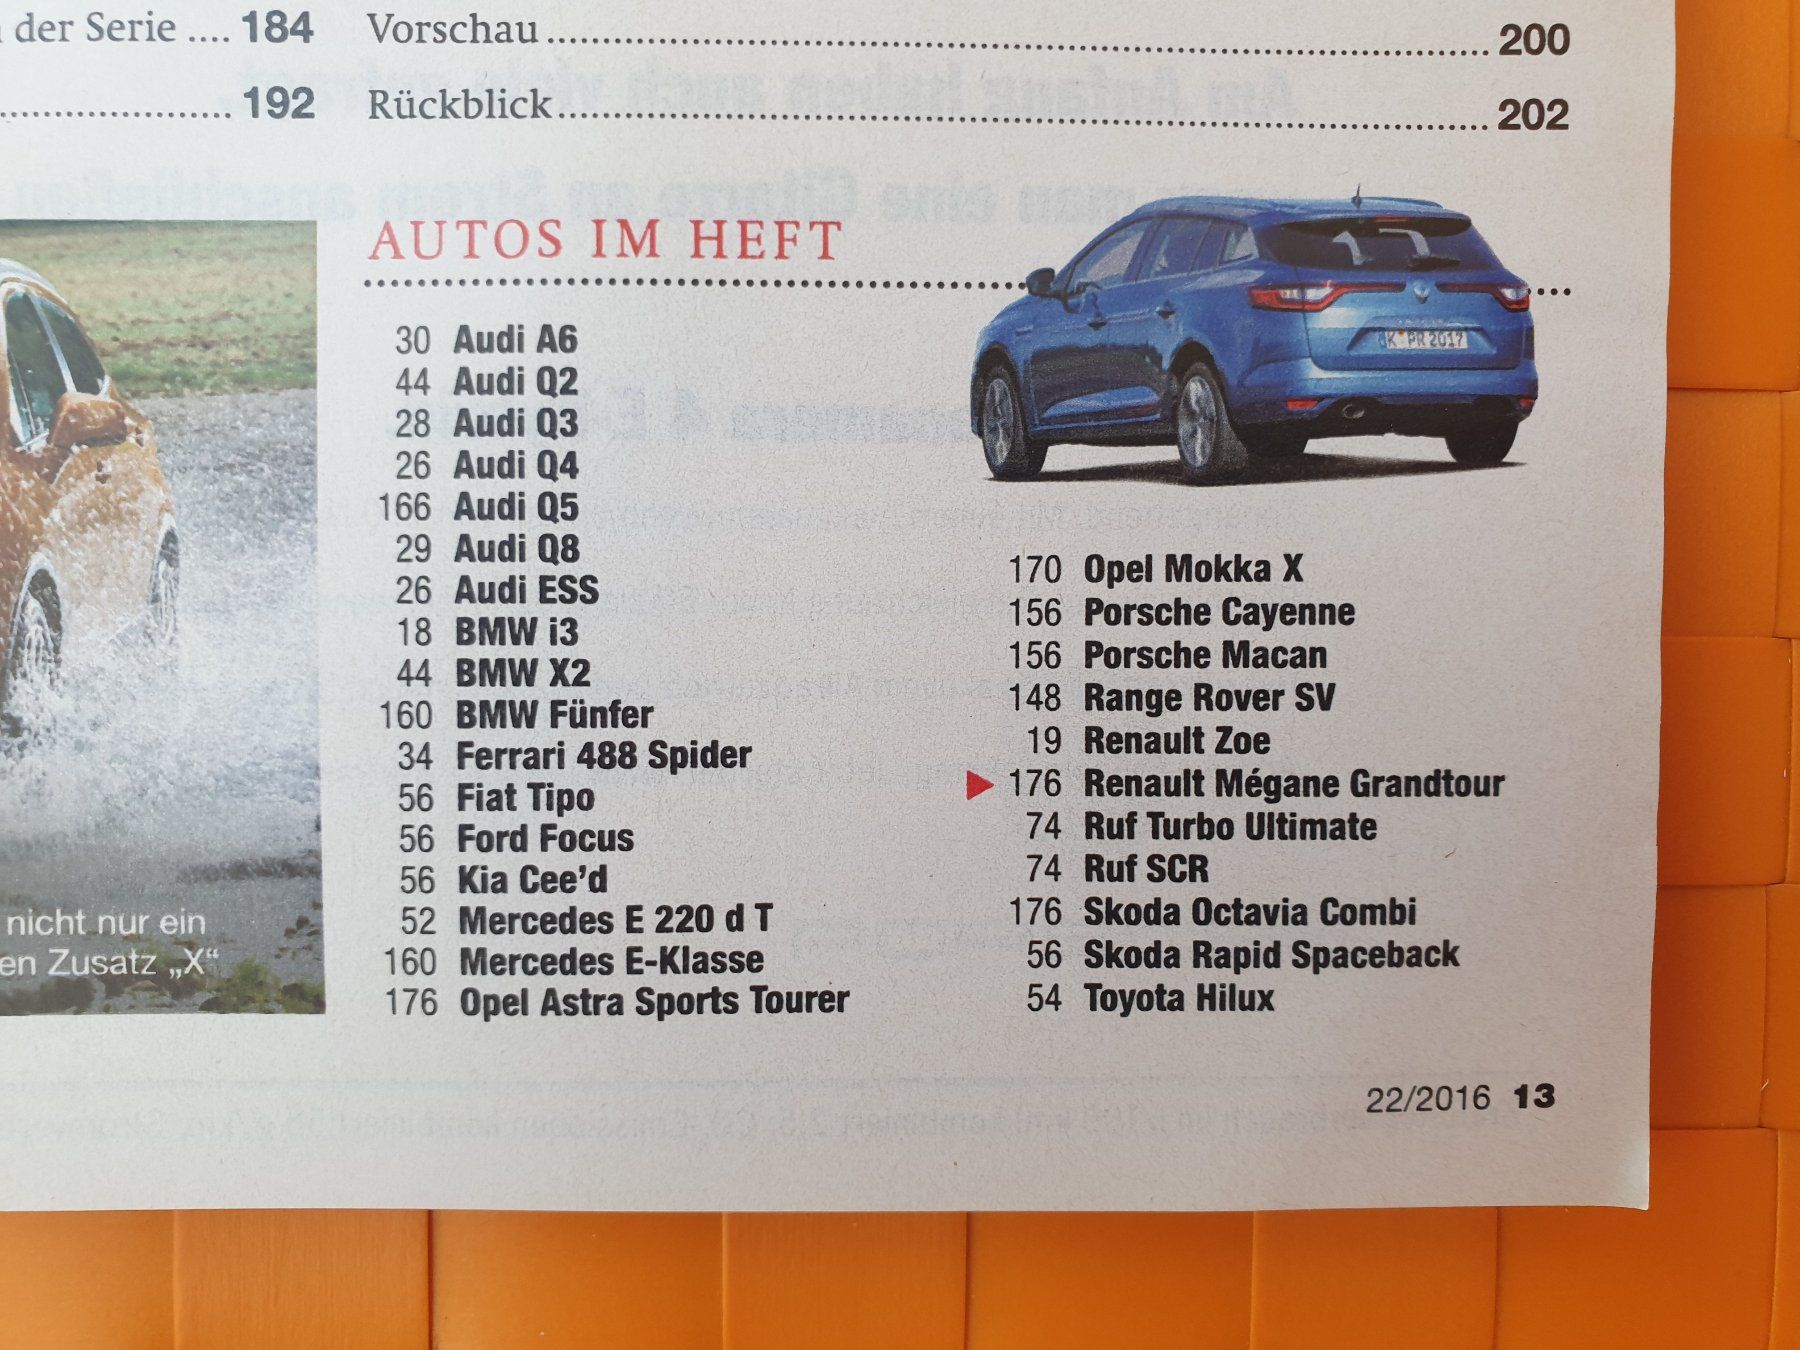 der Serie .... 184
Vorschau 200
192
Rückblick 202
AUTOS IM HEFT
K PR 2017
30 Audi A6
44 Audi Q2
28 Audi Q3
26 Audi Q4
166 Audi Q5
29 Audi Q8
26 Audi ESS
18 BMW i3
44 BMW X2
160 BMW Fünfer
34 Ferrari 488 Spider
56 Fiat Tipo
56 Ford Focus
56 Kia Cee’d
52 Mercedes E 220 d T
160 Mercedes E-Klasse
176 Opel Astra Sports Tourer
170 Opel Mokka X
156 Porsche Cayenne
156 Porsche Macan
148 Range Rover SV
19 Renault Zoe
176 Renault Mégane Grandtour
74 Ruf Turbo Ultimate
74 Ruf SCR
176 Skoda Octavia Combi
56 Skoda Rapid Spaceback
54 Toyota Hilux
nicht nur ein
en Zusatz „X“
22/2016 13